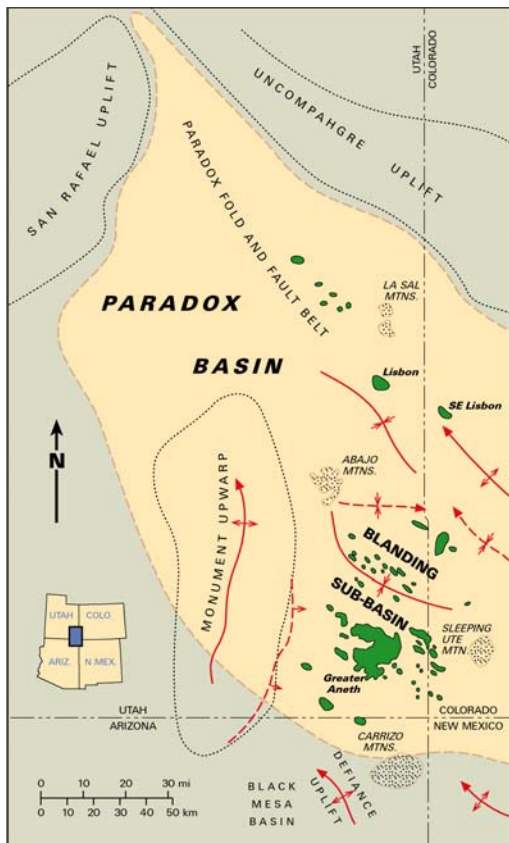 UTAH
COLORADO
SAN RAFAEL UPLIFT
UNCOMPAHGRE UPLIFT
PARADOX FOLD AND FAULT BELT
LA SAL
MTNS.
PARADOX
BASIN
Lisbon
SE Lisbon
N
ABAJO
MTNS.
MONUMENT UPWARP
BLANDING
SUB-BASIN
UTAH
COLO.
ARIZ.
N.MEX.
SLEEPING
UTE
MTN.
Greater
Aneth
UTAH
ARIZONA
COLORADO
NEW MEXICO
CARRIZO
MTNS.
0 10 20 30 mi
0 10 20 30 40 50 km
BLACK
MESA
BASIN
DEFIANCE
UPLIFT